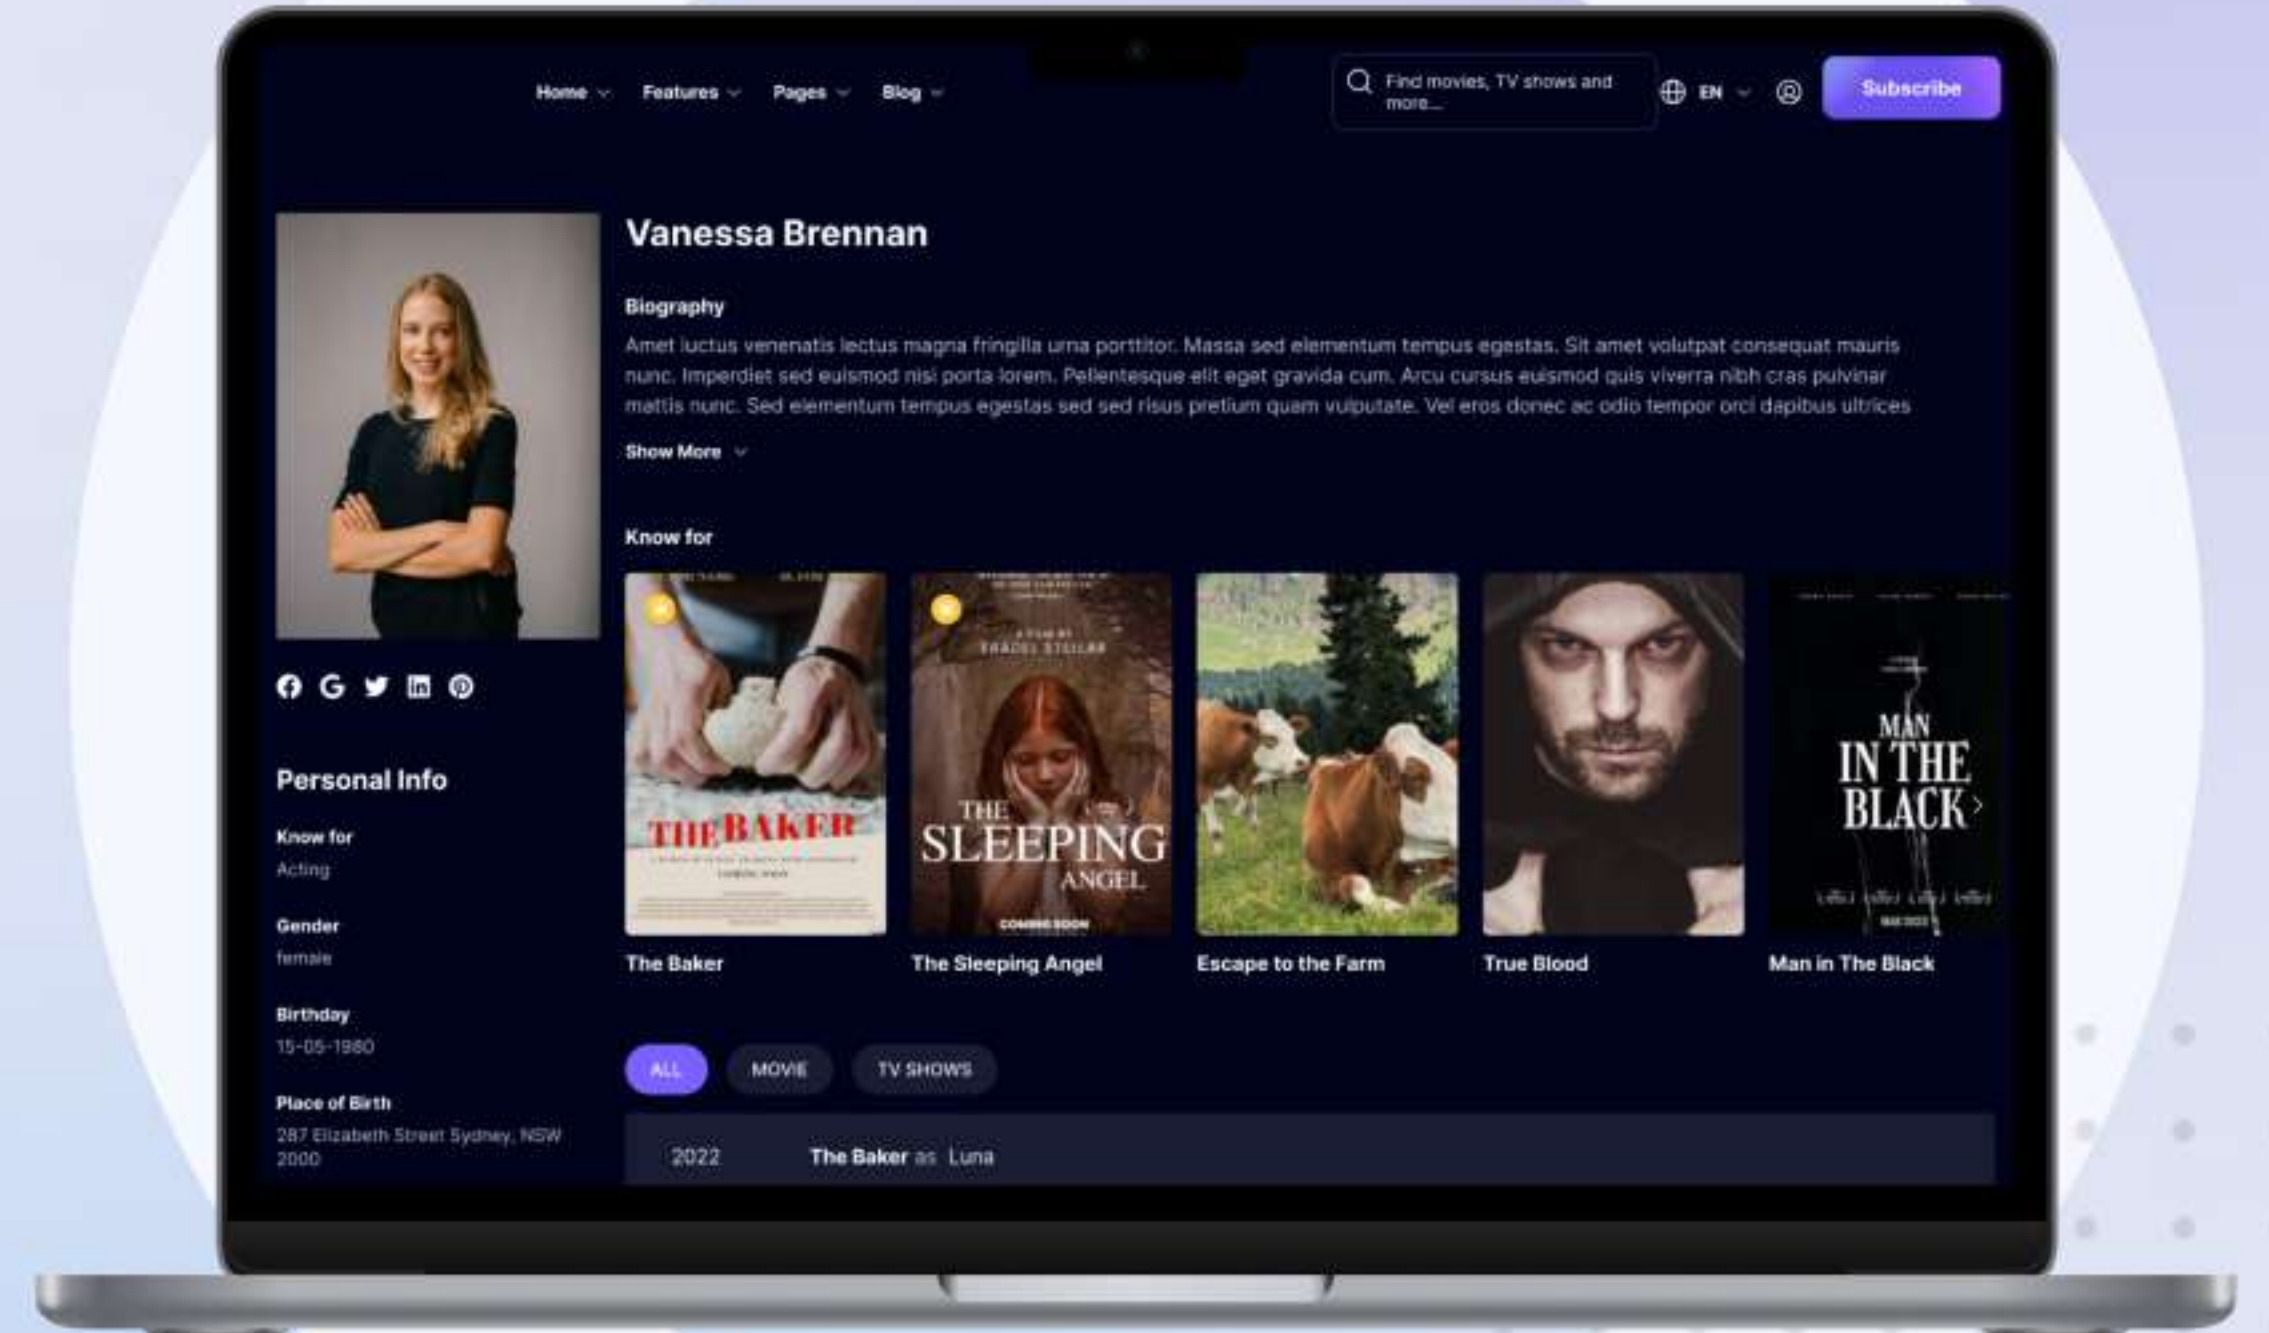 Home
Features
Pages
Blog
Find movies, TV shows and
more...
EN
Subscribe
Vanessa Brennan
Biography
Amet luctus venenatis lectus magna fringilla urna porttitor. Massa sed elementum tempus egestas. Sit amet volutpat consequat mauris
nunc. Imperdiet sed euismod nisi porta lorem. Pellentesque elit eget gravida cum. Arcu cursus euismod quis viverra nibh cras pulvinar
mattis nunc. Sed elementum tempus egestas sed sed risus pretium quam vulputate. Vel eros donec ac odio tempor orci dapibus ultrices
Show More
Know for
THE BAKER
COMING SOON
A FILM BY
STELLAR
THE
SLEEPING
ANGEL
COMING SOON
MAN
IN THE
BLACK
The Baker
The Sleeping Angel
Escape to the Farm
True Blood
Man in The Black
Personal Info
Know for
Acting
Gender
female
Birthday
15-05-1980
Place of Birth
287 Elizabeth Street Sydney, NSW
2000
ALL
MOVIE
TV SHOWS
2022
The Baker as Luna